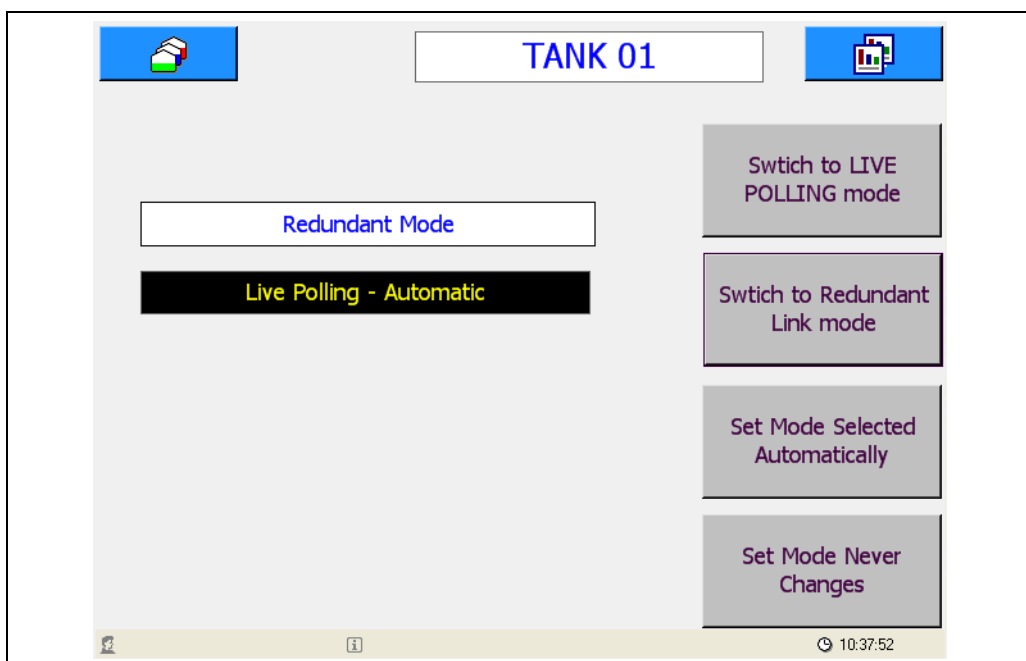 TANK 01
Swtich to LIVE
POLLING mode
Redundant Mode
Live Polling - Automatic
Swtich to Redundant
Link mode
Set Mode Selected
Automatically
Set Mode Never
Changes
10:37:52